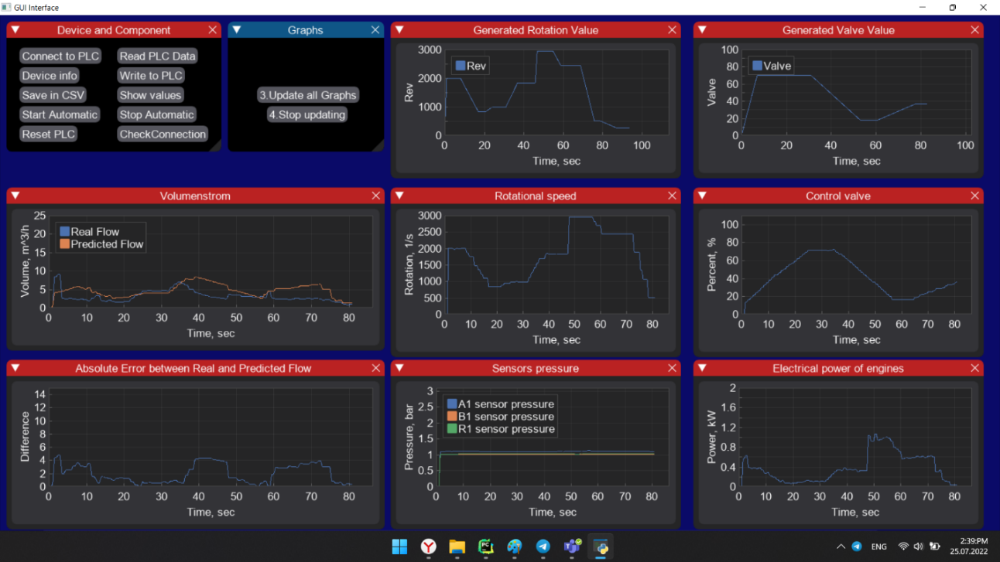 GUI Interface
Device and Component
Connect to PLC Read PLC Data
Device info Write to PLC
Save in CSV Show values
Start Automatic Stop Automatic
Reset PLC CheckConnection
Graphs
3.Update all Graphs
4.Stop updating
Generated Rotation Value
Rev
3000
2000
1000
0
Rev
0 20 40 60 80 100
Time, sec
Generated Valve Value
Valve
100
80
60
40
20
0
Valve
0 20 40 60 80 100
Time, sec
Volumenstrom
Real Flow
Predicted Flow
25
20
15
10
5
0
Volume, m^3/h
0 10 20 30 40 50 60 70 80
Time, sec
Rotational speed
3000
2500
2000
1500
1000
500
0
Rotation, 1/s
0 10 20 30 40 50 60 70 80
Time, sec
Control valve
100
80
60
40
20
0
Percent, %
0 10 20 30 40 50 60 70 80
Time, sec
Absolute Error between Real and Predicted Flow
14
12
10
8
6
4
2
0
Difference
0 10 20 30 40 50 60 70 80
Time, sec
Sensors pressure
A1 sensor pressure
B1 sensor pressure
R1 sensor pressure
3
2.5
2
1.5
1
0.5
0
Pressure, bar
0 10 20 30 40 50 60 70 80
Time, sec
Electrical power of engines
2
1.6
1.2
0.8
0.4
0
Power, kW
0 10 20 30 40 50 60 70 80
Time, sec
PC
ENG
2:39:PM
25.07.2022